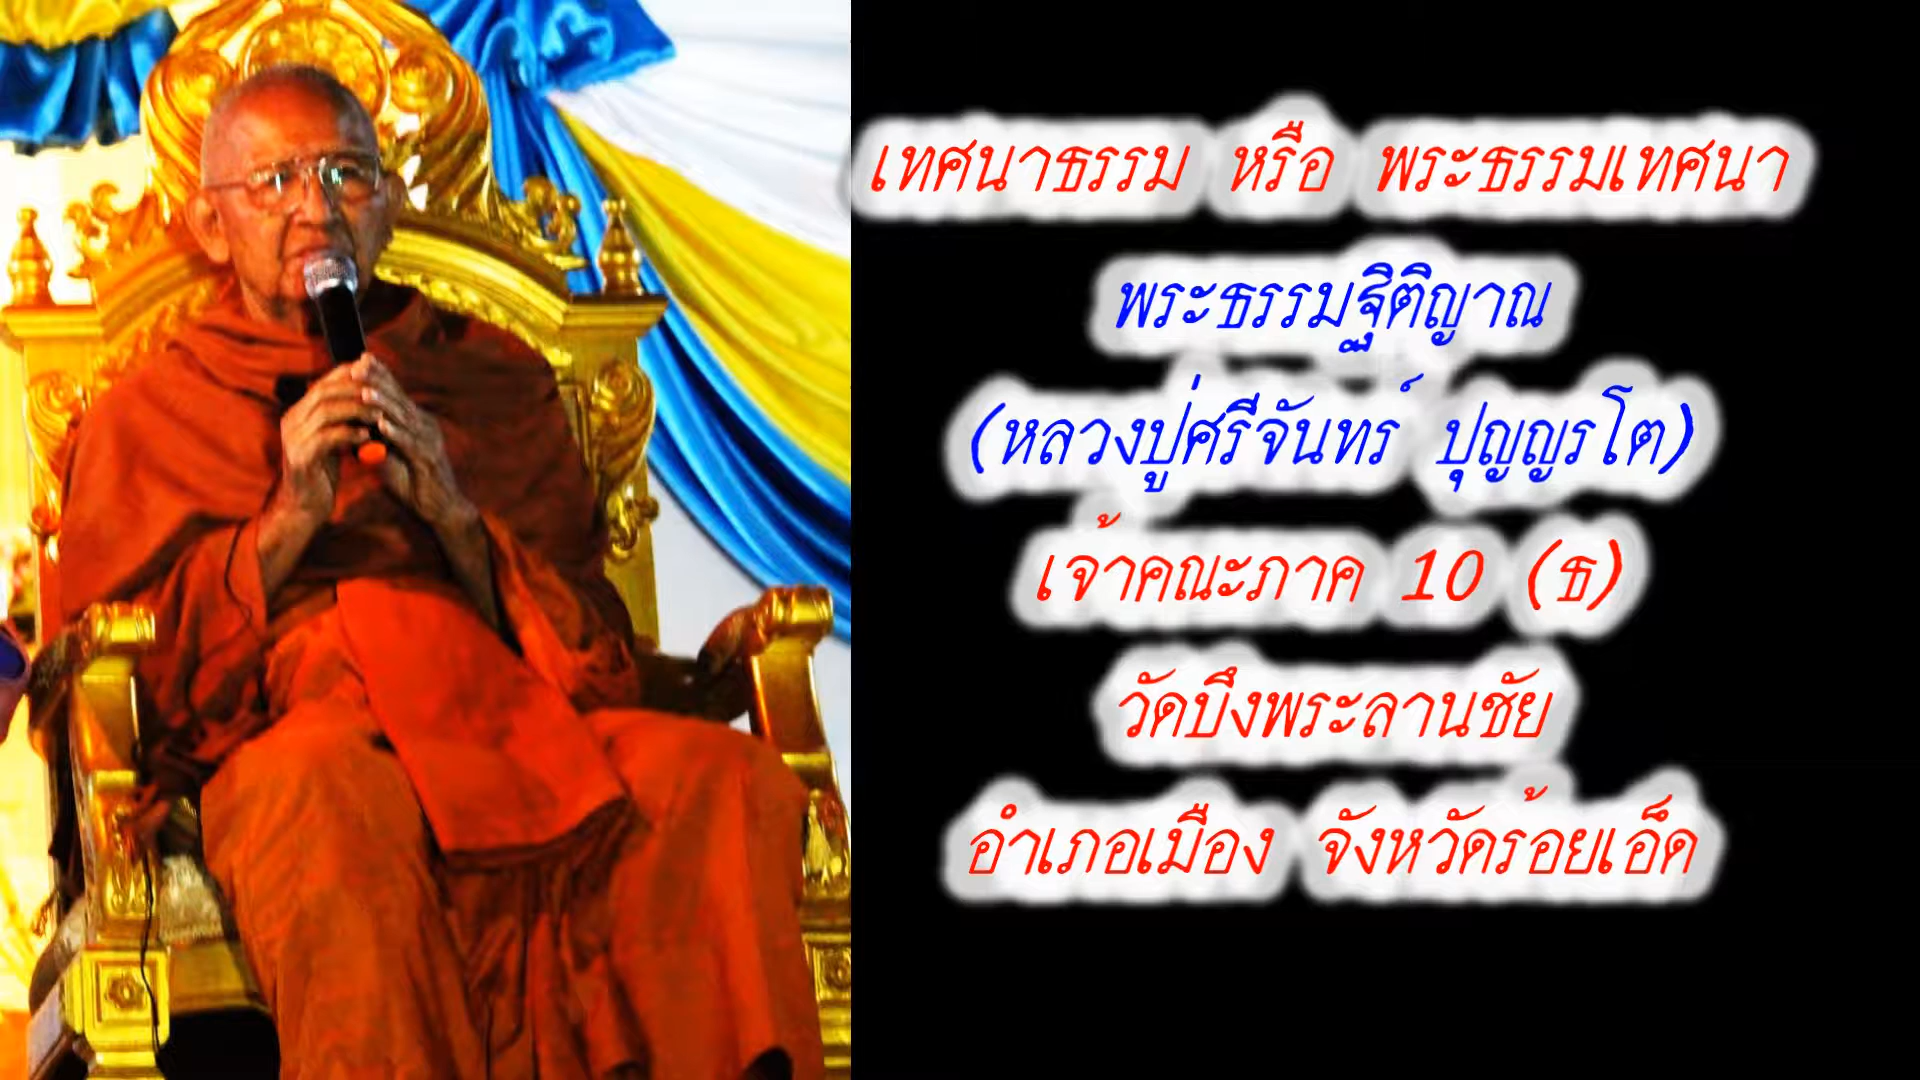 เทศนาธรรม หรือ พระธรรมเทศนา
พระธรรมฐิติญาณ
(หลวงปู่ศรีจันทร์ ปุญญรโต)
เจ้าคณะภาค 10 (ธ)
วัดบึงพระลานชัย
อำเภอเมือง จังหวัดร้อยเอ็ด